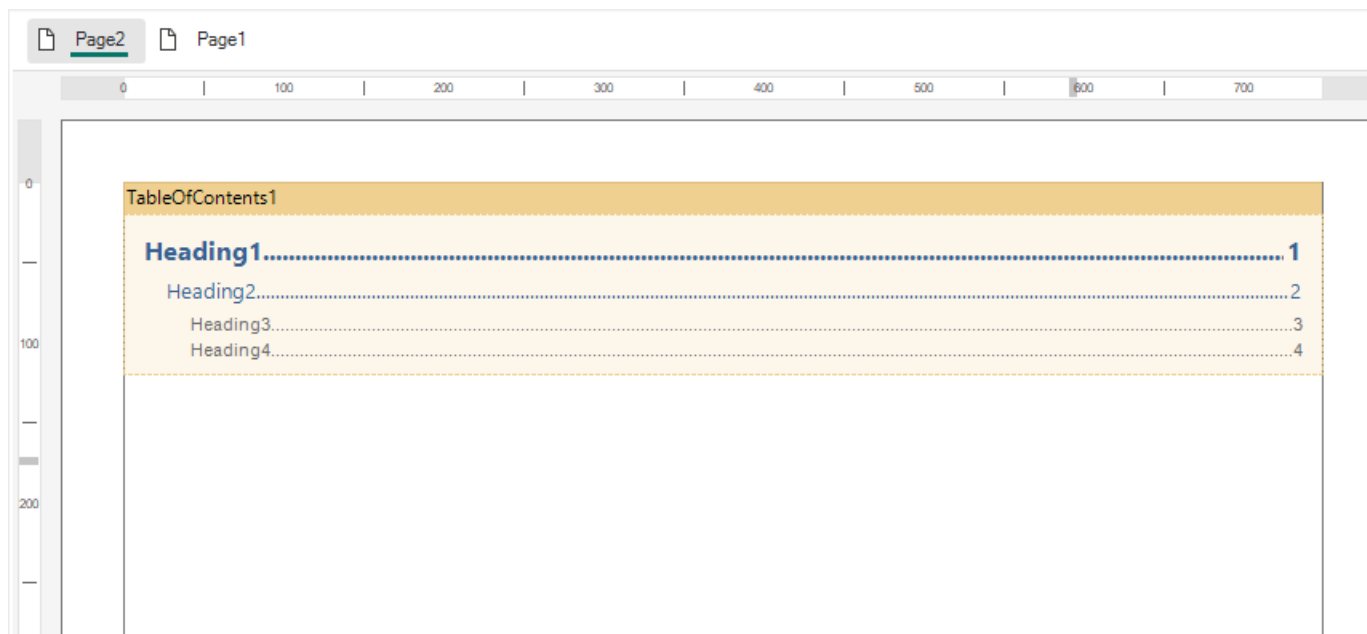 Page2 Page1
0 100 200 300 400 500 600 700
0
TableOfContents1
Heading1........................................1
Heading2........................................2
Heading3........................................3
100
Heading4........................................4
200